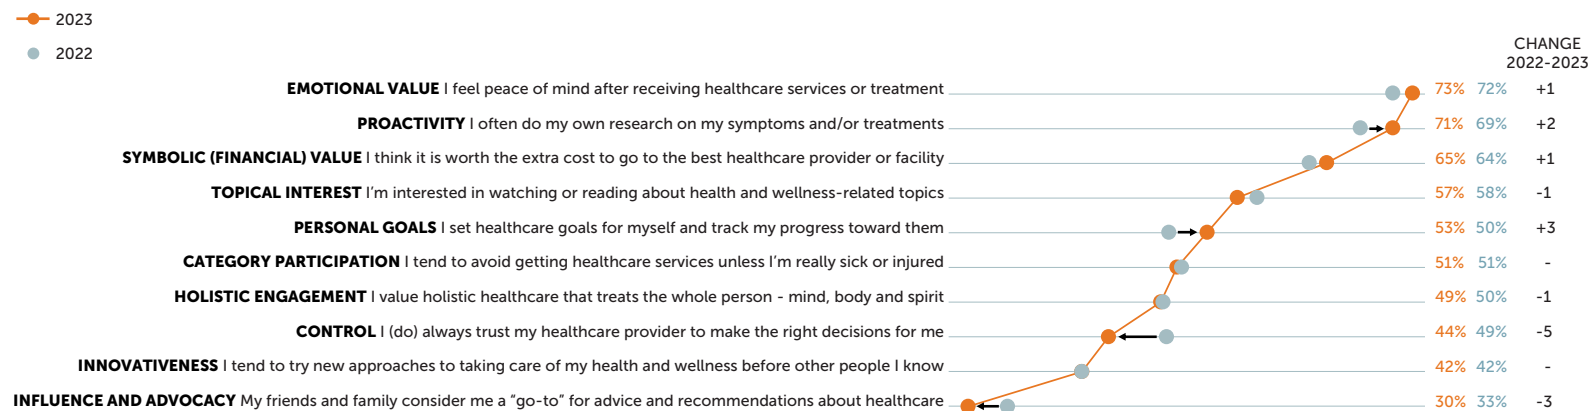 2023
2022
CHANGE
2022-2023
EMOTIONAL VALUE I feel peace of mind after receiving healthcare services or treatment 73% 72% +1
PROACTIVITY I often do my own research on my symptoms and/or treatments 71% 69% +2
SYMBOLIC (FINANCIAL) VALUE I think it is worth the extra cost to go to the best healthcare provider or facility 65% 64% +1
TOPICAL INTEREST I'm interested in watching or reading about health and wellness-related topics 57% 58% -1
PERSONAL GOALS I set healthcare goals for myself and track my progress toward them 53% 50% +3
CATEGORY PARTICIPATION I tend to avoid getting healthcare services unless I'm really sick or injured 51% 51% -
HOLISTIC ENGAGEMENT I value holistic healthcare that treats the whole person - mind, body and spirit 49% 50% -1
CONTROL I (do) always trust my healthcare provider to make the right decisions for me 44% 49% -5
INNOVATIVENESS I tend to try new approaches to taking care of my health and wellness before other people I know 42% 42% -
INFLUENCE AND ADVOCACY My friends and family consider me a "go-to" for advice and recommendations about healthcare 30% 33% -3